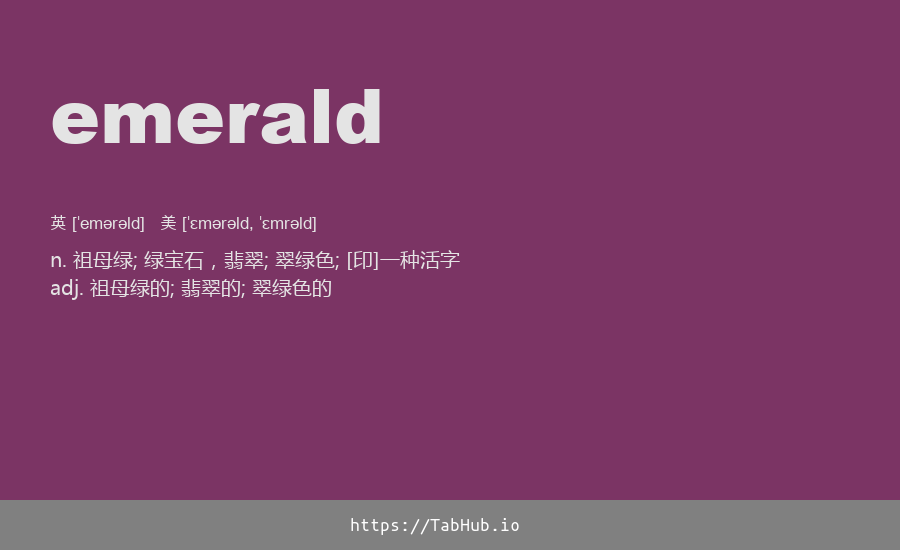 emerald
英 [ˈemərəld]   美 [ˈɛmərəld, ˈɛmrəld]
n. 祖母绿; 绿宝石，翡翠; 翠绿色; [印]一种活字
adj. 祖母绿的; 翡翠的; 翠绿色的
https://TabHub.io